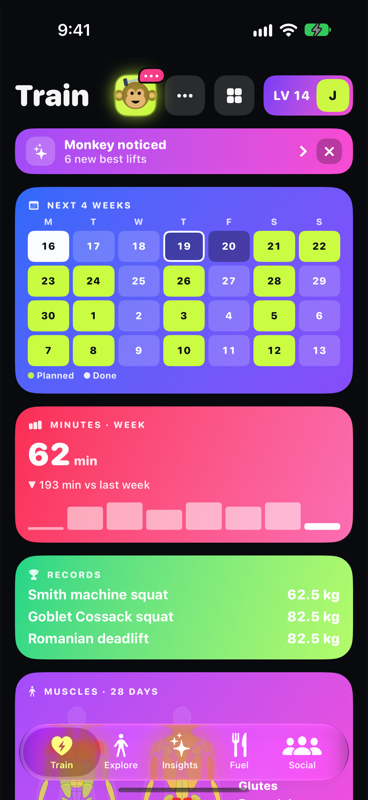 9:41
Train
LV 14 J
Monkey noticed
6 new best lifts
NEXT 4 WEEKS
M T W T F S S
16 17 18 19 20 21 22
23 24 25 26 27 28 29
30 1 2 3 4 5 6
7 8 9 10 11 12 13
Planned Done
MINUTES · WEEK
62 min
▼ 193 min vs last week
RECORDS
Smith machine squat 62.5 kg
Goblet Cossack squat 82.5 kg
Romanian deadlift 82.5 kg
MUSCLES · 28 DAYS
Train Explore Insights Fuel Social
Glutes